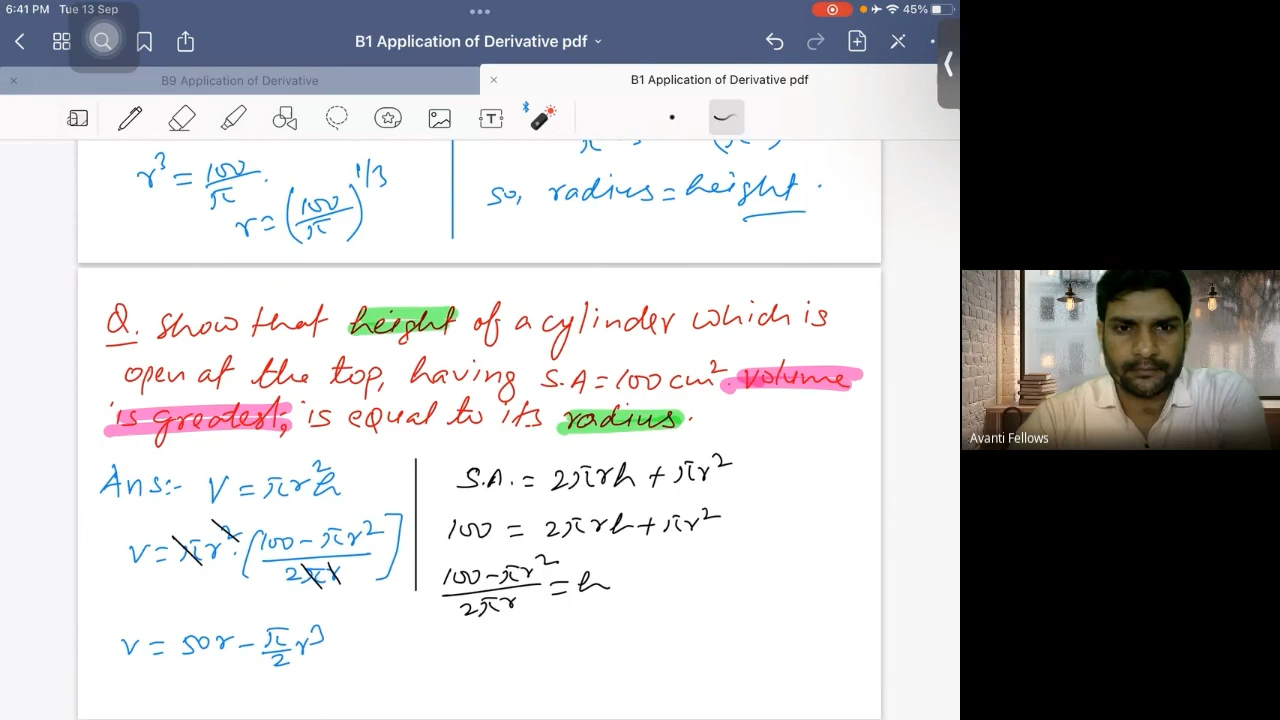 6:41 PM Tue 13 Sep
45%
B1 Application of Derivative pdf
B9 Application of Derivative
B1 Application of Derivative pdf
r³ = 100/π.
r = (100/π)^1/3
so, radius = height.
Q. Show that height of a cylinder which is
open at the top, having S.A = 100 cm². volume
is greatest; is equal to its radius.
Ans:- V = πr²h
V = πr².[(100 - πr²)/2πr]
V = 50r - π/2 r³
S.A. = 2πrh + πr²
100 = 2πrh + πr²
(100 - πr²)/2πr = h
Avanti Fellows